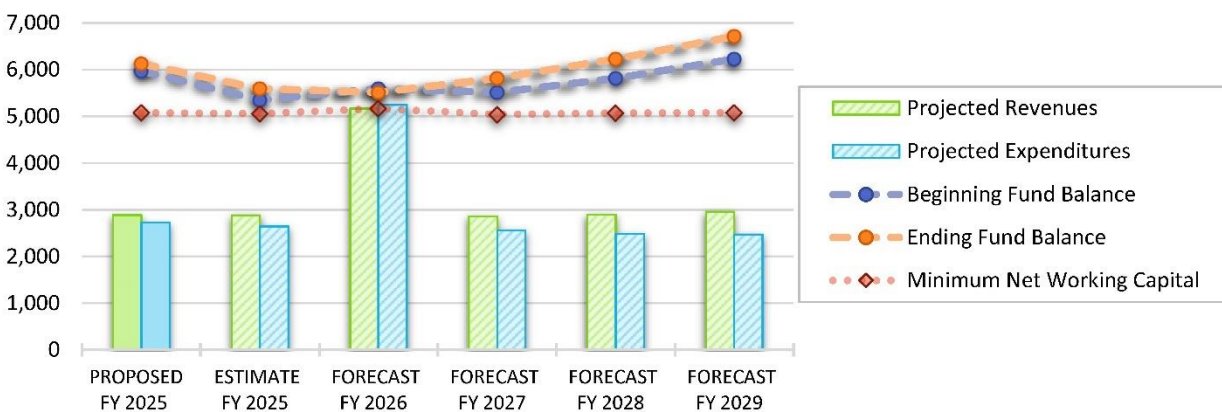 7,000
6,000
5,000
4,000
3,000
2,000
1,000
0
PROPOSED
FY 2025
ESTIMATE
FY 2025
FORECAST
FY 2026
FORECAST
FY 2027
FORECAST
FY 2028
FORECAST
FY 2029
Projected Revenues
Projected Expenditures
Beginning Fund Balance
Ending Fund Balance
Minimum Net Working Capital